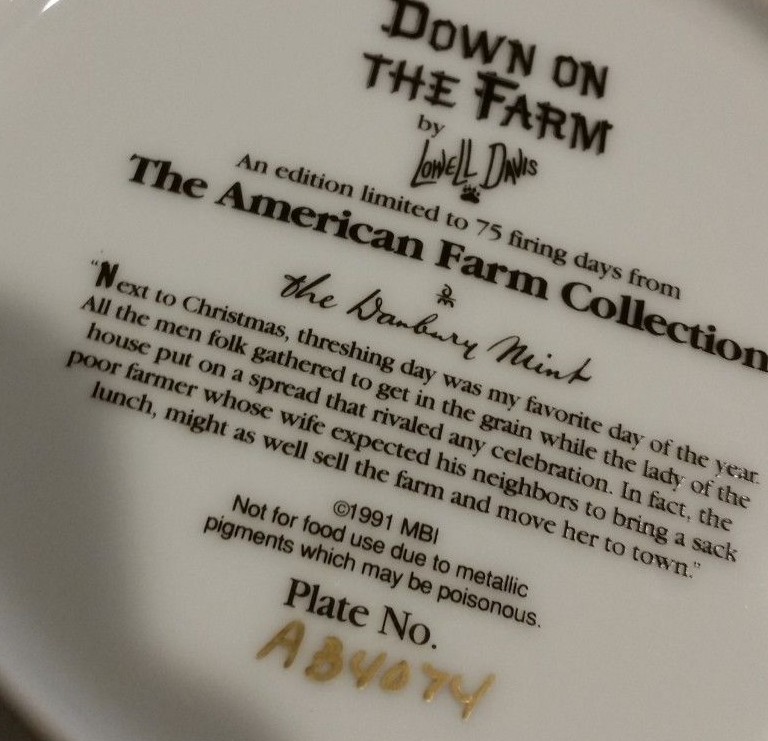 Down on
the Farm
by
Lowell Davis
An edition limited to 75 firing days from
The American Farm Collection
the Danbury Mint
"Next to Christmas, threshing day was my favorite day of the year.
All the men folk gathered to get in the grain while the lady of the
house put on a spread that rivaled any celebration. In fact, the
poor farmer whose wife expected his neighbors to bring a sack
lunch, might as well sell the farm and move her to town."
©1991 MBI
Not for food use due to metallic
pigments which may be poisonous.
Plate No.
AB4074